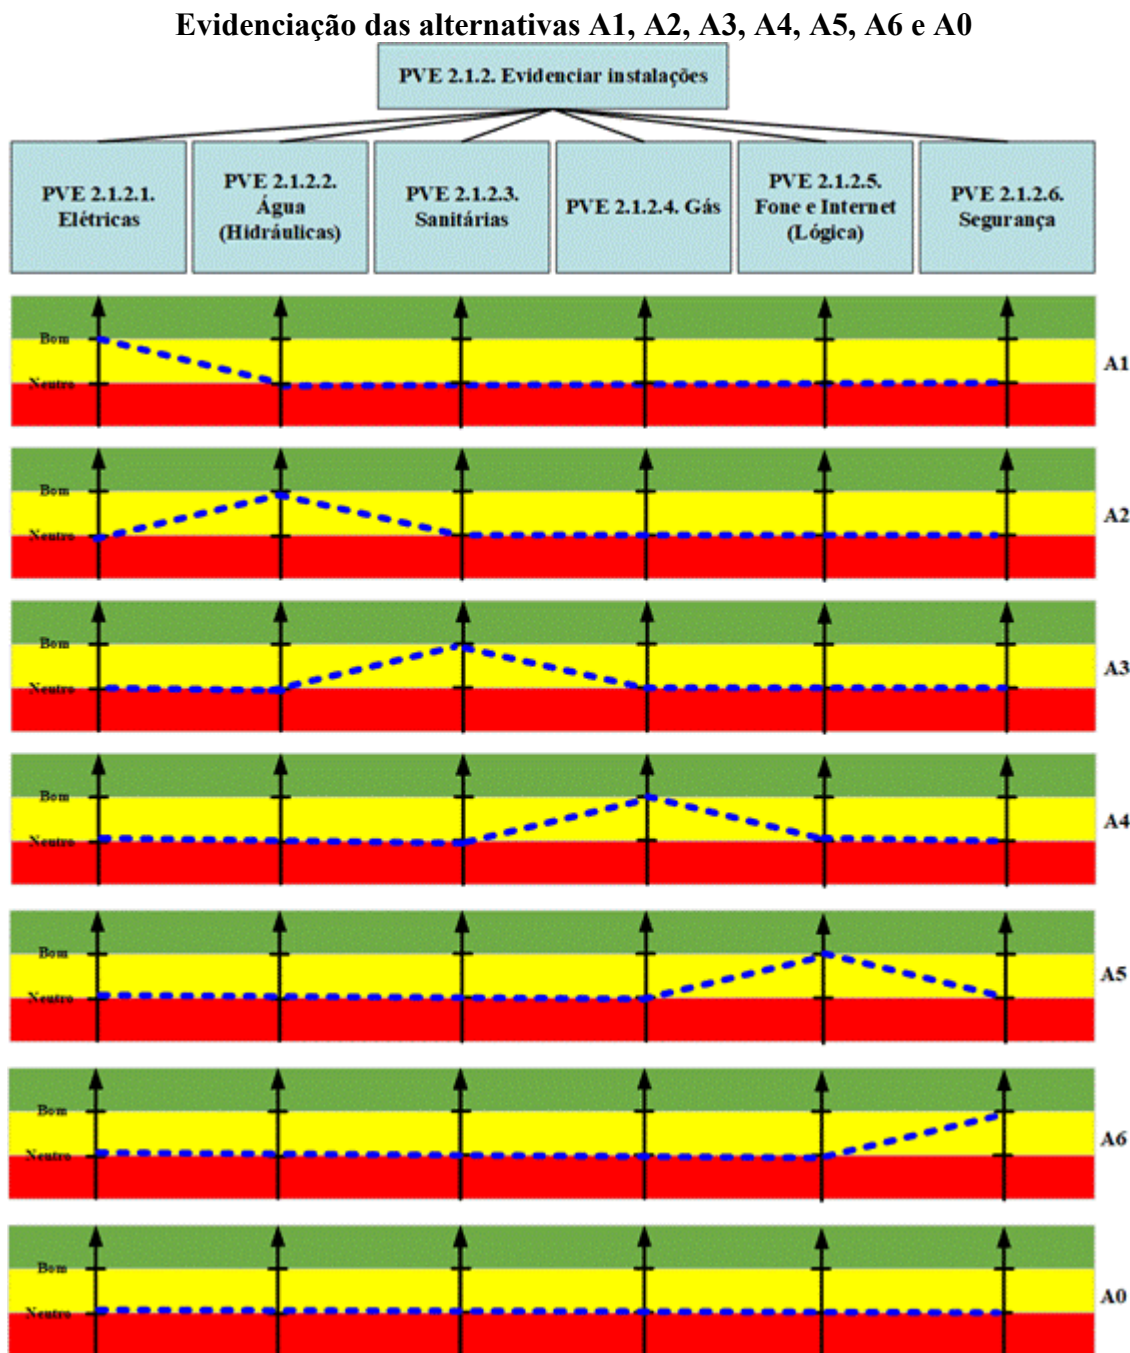 Evidenciação das alternativas A1, A2, A3, A4, A5, A6 e A0
PVE 2.1.2. Evidenciar instalações
PVE 2.1.2.1.
Elétricas
PVE 2.1.2.2.
Água
(Hidráulicas)
PVE 2.1.2.3.
Sanitárias
PVE 2.1.2.4. Gás
PVE 2.1.2.5.
Fone e Internet
(Lógica)
PVE 2.1.2.6.
Segurança
Bom
Neutro
A1
Bom
Neutro
A2
Bom
Neutro
A3
Bom
Neutro
A4
Bom
Neutro
A5
Bom
Neutro
A6
Bom
Neutro
A0